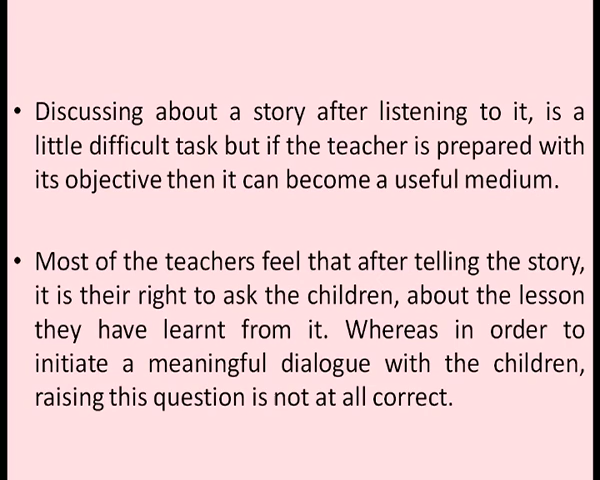 • Discussing about a story after listening to it, is a
little difficult task but if the teacher is prepared with
its objective then it can become a useful medium.
• Most of the teachers feel that after telling the story,
it is their right to ask the children, about the lesson
they have learnt from it. Whereas in order to
initiate a meaningful dialogue with the children,
raising this question is not at all correct.